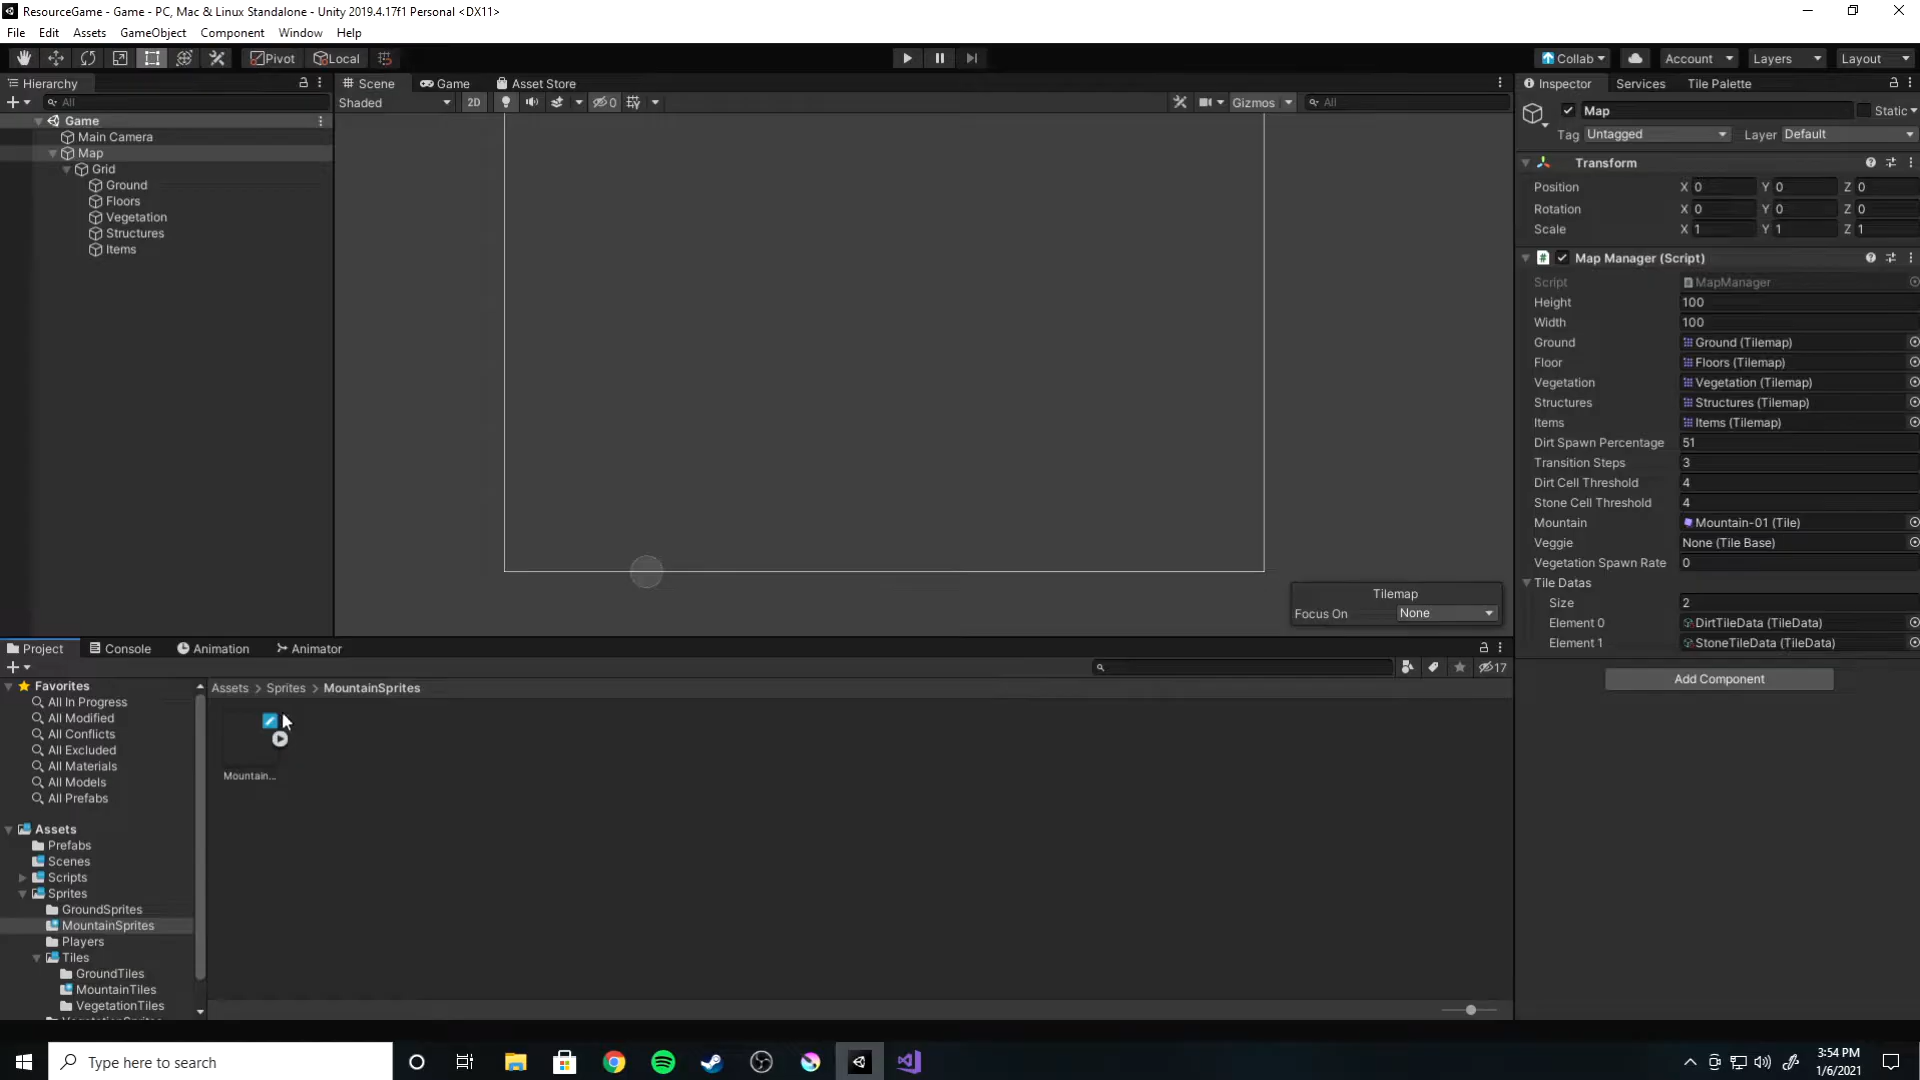 ResourceGame - Game - PC, Mac & Linux Standalone - Unity 2019.4.17f1 Personal <DX11>
File Edit Assets GameObject Component Window Help
Pivot Local Collab Account Layers Layout
Hierarchy
All
Game
Main Camera
Map
Grid
Ground
Floors
Vegetation
Structures
Items
Scene Game Asset Store
Shaded 2D 0 Gizmos All
Tilemap
Focus On None
Inspector Services Tile Palette
Map Static
Tag Untagged Layer Default
Transform
Position X 0 Y 0 Z 0
Rotation X 0 Y 0 Z 0
Scale X 1 Y 1 Z 1
# Map Manager (Script)
Script MapManager
Height 100
Width 100
Ground Ground (Tilemap)
Floor Floors (Tilemap)
Vegetation Vegetation (Tilemap)
Structures Structures (Tilemap)
Items Items (Tilemap)
Dirt Spawn Percentage 51
Transition Steps 3
Dirt Cell Threshold 4
Stone Cell Threshold 4
Mountain Mountain-01 (Tile)
Veggie None (Tile Base)
Vegetation Spawn Rate 0
Tile Datas
Size 2
Element 0 DirtTileData (TileData)
Element 1 StoneTileData (TileData)
Add Component
Project Console Animation Animator
17
Favorites
All In Progress
All Modified
All Conflicts
All Excluded
All Materials
All Models
All Prefabs
Assets
Prefabs
Scenes
Scripts
Sprites
GroundSprites
MountainSprites
Players
Tiles
GroundTiles
MountainTiles
VegetationTiles
Assets > Sprites > MountainSprites
Mountain...
Type here to search
3:54 PM
1/6/2021